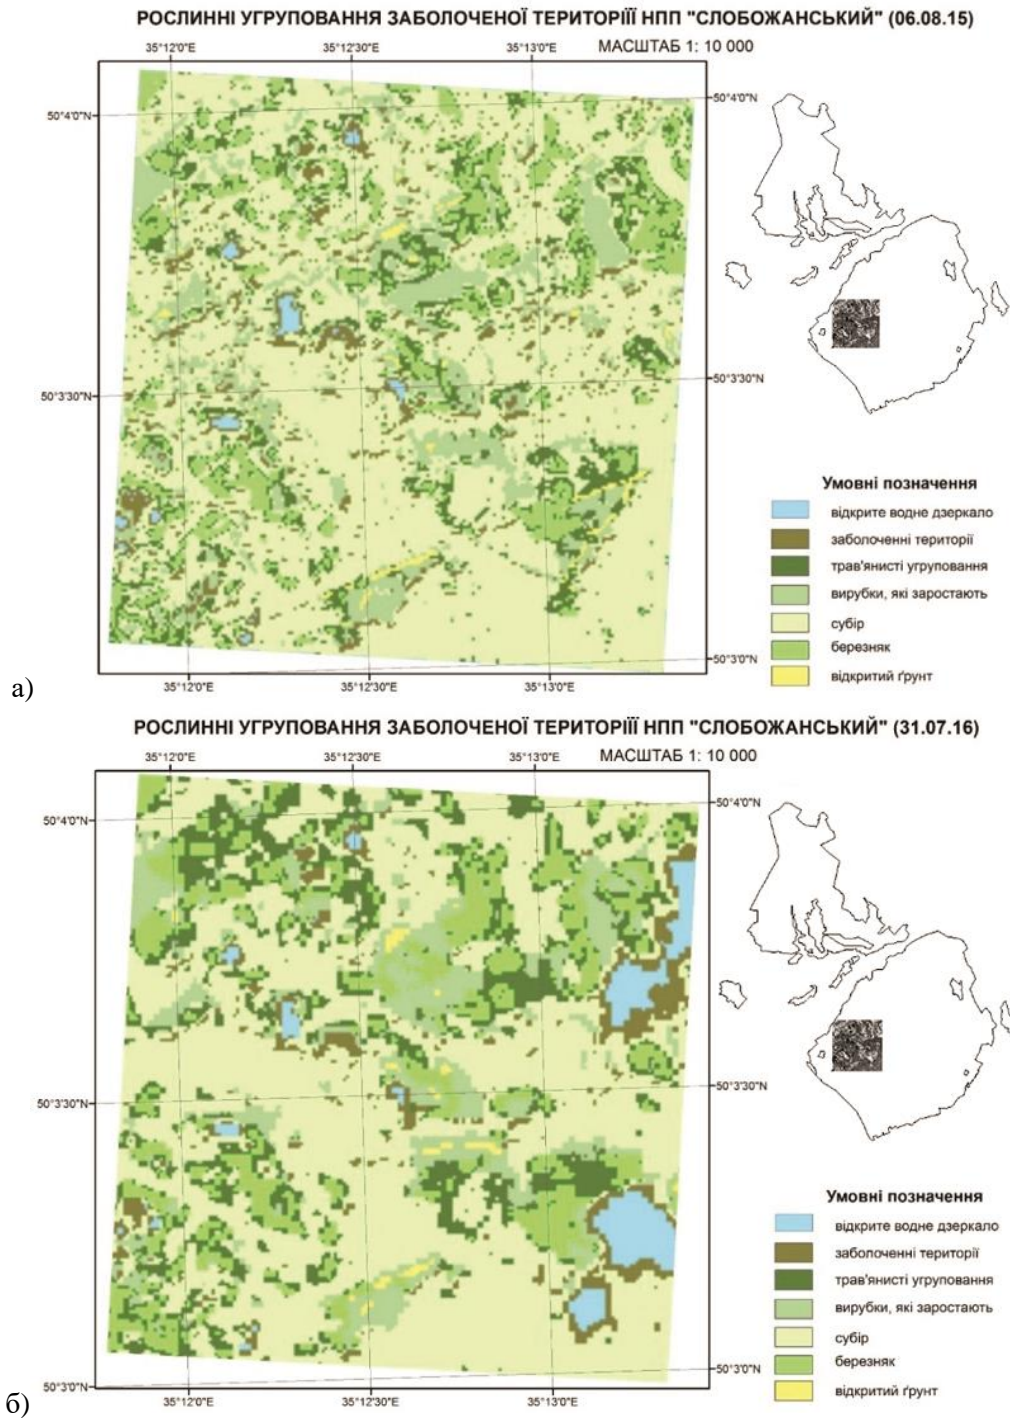 РОСЛИННІ УГРУПОВАННЯ ЗАБОЛОЧЕНОЇ ТЕРИТОРІЇЇ НПП "СЛОБОЖАНСЬКИЙ" (06.08.15)
35°12'0"E 35°12'30"E 35°13'0"E МАСШТАБ 1: 10 000
50°4'0"N 50°4'0"N
50°3'30"N 50°3'30"N
Умовні позначення
відкрите водне дзеркало
заболоченні території
трав'янисті угруповання
вирубки, які заростають
субір
березняк
відкритий ґрунт
50°3'0"N
35°12'0"E 35°12'30"E 35°13'0"E
а)
РОСЛИННІ УГРУПОВАННЯ ЗАБОЛОЧЕНОЇ ТЕРИТОРІЇЇ НПП "СЛОБОЖАНСЬКИЙ" (31.07.16)
35°12'0"E 35°12'30"E 35°13'0"E МАСШТАБ 1: 10 000
50°4'0"N 50°4'0"N
50°3'30"N 50°3'30"N
Умовні позначення
відкрите водне дзеркало
заболоченні території
трав'янисті угруповання
вирубки, які заростають
субір
березняк
відкритий ґрунт
50°3'0"N 50°3'0"N
35°12'0"E 35°12'30"E 35°13'0"E
б)